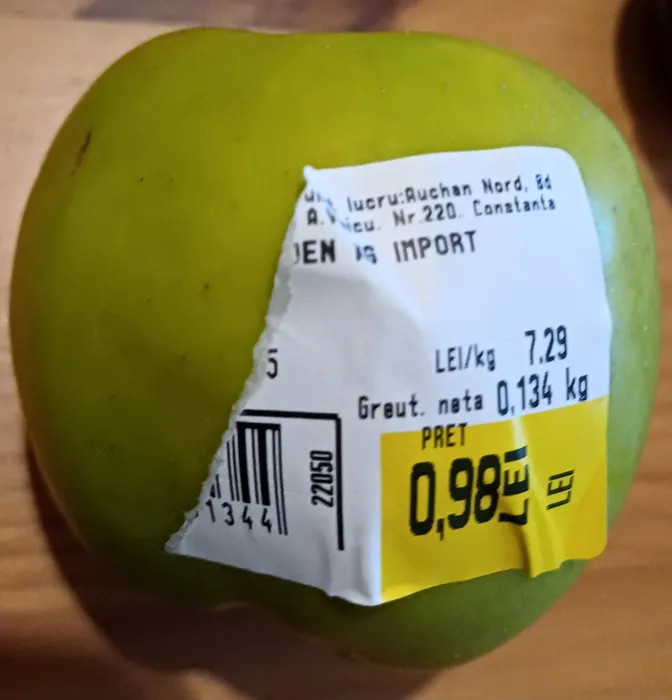 lucru:Auchan Nord, Bd
Nr.220. Constanta
IMPORT
5
LEI/kg 7.29
Greut. neta 0,134 kg
PRET
0,98 LEI LEI
22050
1344